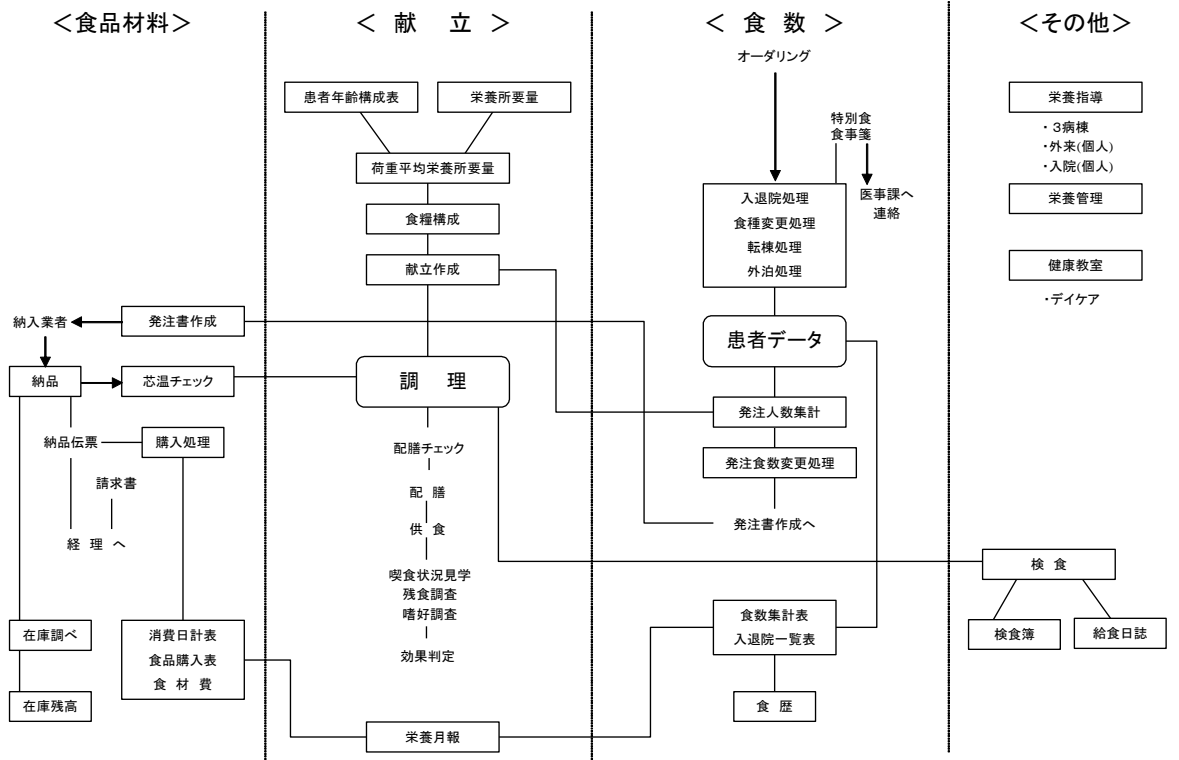 ＜食品材料＞
納入業者
発注書作成
納品
芯温チェック
納品伝票
購入処理
請求書
経 理 へ
在庫調べ
消費日計表
食品購入表
食 材 費
在庫残高
＜ 献 立 ＞
患者年齢構成表
栄養所要量
荷重平均栄養所要量
食糧構成
献立作成
調 理
配膳チェック
配 膳
供 食
喫食状況見学
残食調査
嗜好調査
効果判定
栄養月報
＜ 食 数 ＞
オーダリング
特別食
食事箋
医事課へ
連絡
入退院処理
食種変更処理
転棟処理
外泊処理
患者データ
発注人数集計
発注食数変更処理
発注書作成へ
食数集計表
入退院一覧表
食 歴
＜その他＞
栄養指導
・３病棟
・外来(個人)
・入院(個人)
栄養管理
健康教室
・デイケア
検 食
検食簿
給食日誌